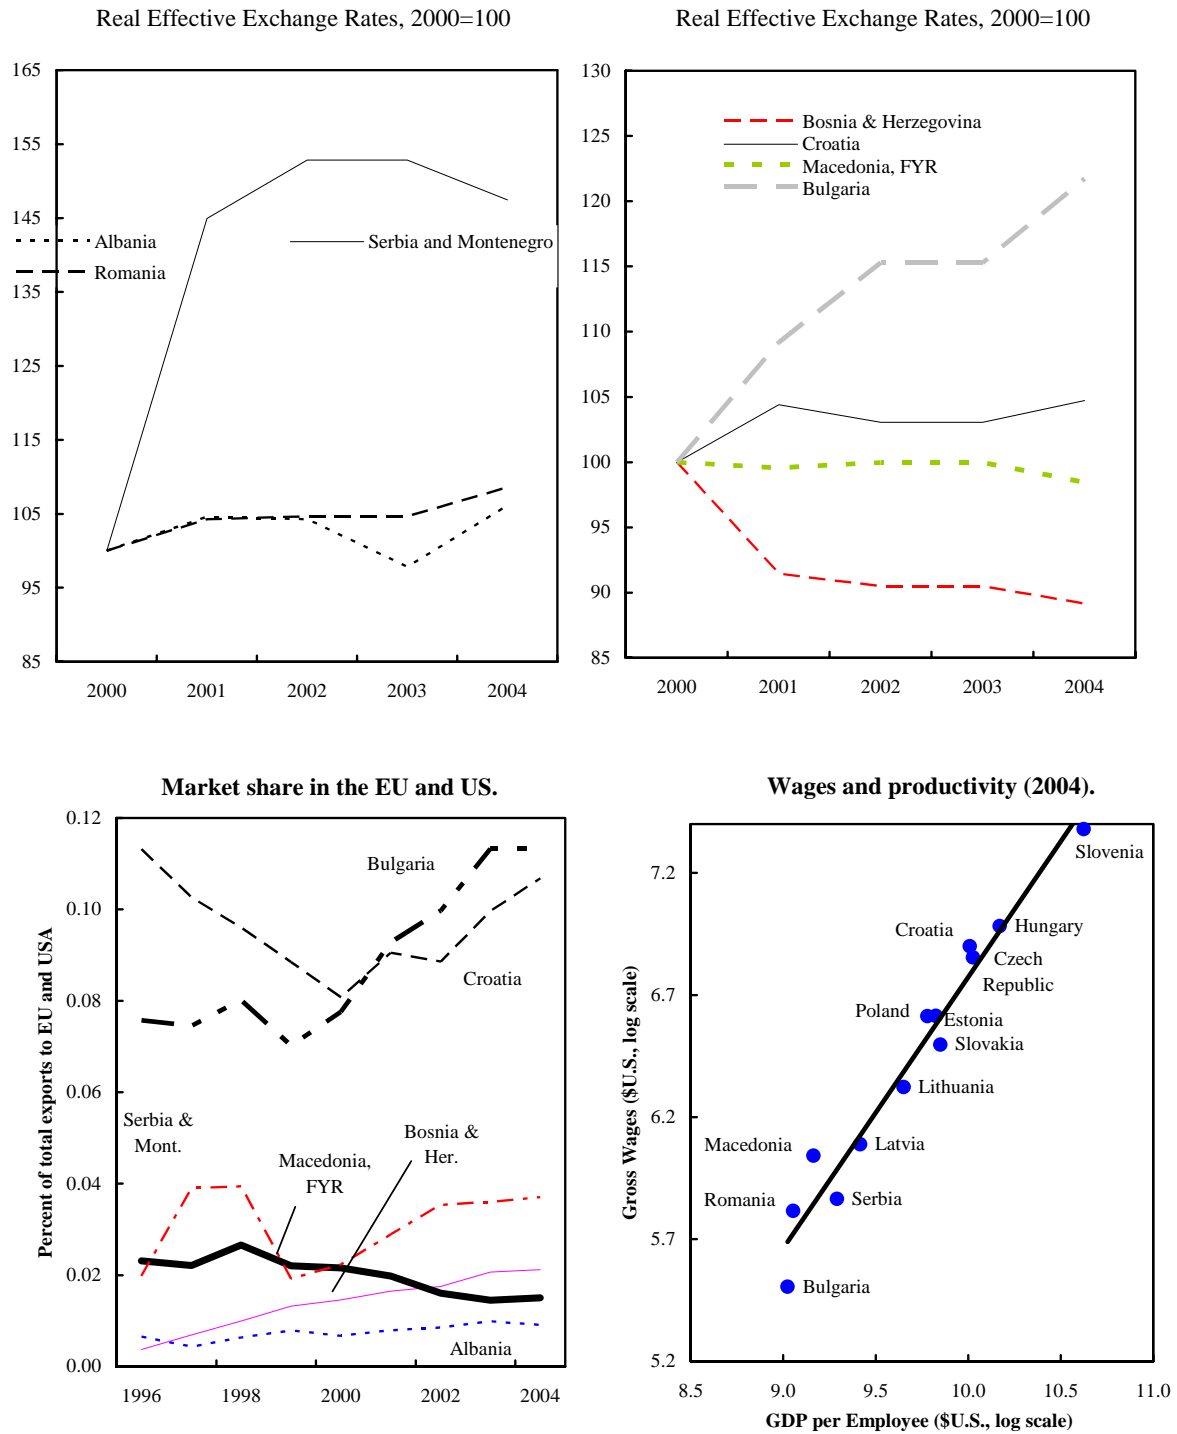 Real Effective Exchange Rates, 2000=100
165
155
145
135
125
115
105
95
85
Albania
Serbia and Montenegro
Romania
2000 2001 2002 2003 2004
Real Effective Exchange Rates, 2000=100
130
125
120
115
110
105
100
95
90
85
Bosnia & Herzegovina
Croatia
Macedonia, FYR
Bulgaria
2000 2001 2002 2003 2004
Market share in the EU and US.
Percent of total exports to EU and USA
0.12
0.10
0.08
0.06
0.04
0.02
0.00
Bulgaria
Croatia
Serbia &
Mont.
Macedonia,
FYR
Bosnia &
Her.
Albania
1996 1998 2000 2002 2004
Wages and productivity (2004).
Gross Wages ($U.S., log scale)
7.2
6.7
6.2
5.7
5.2
Slovenia
Croatia
Hungary
Czech
Republic
Poland
Estonia
Slovakia
Lithuania
Macedonia
Latvia
Romania
Serbia
Bulgaria
8.5 9.0 9.5 10.0 10.5 11.0
GDP per Employee ($U.S., log scale)